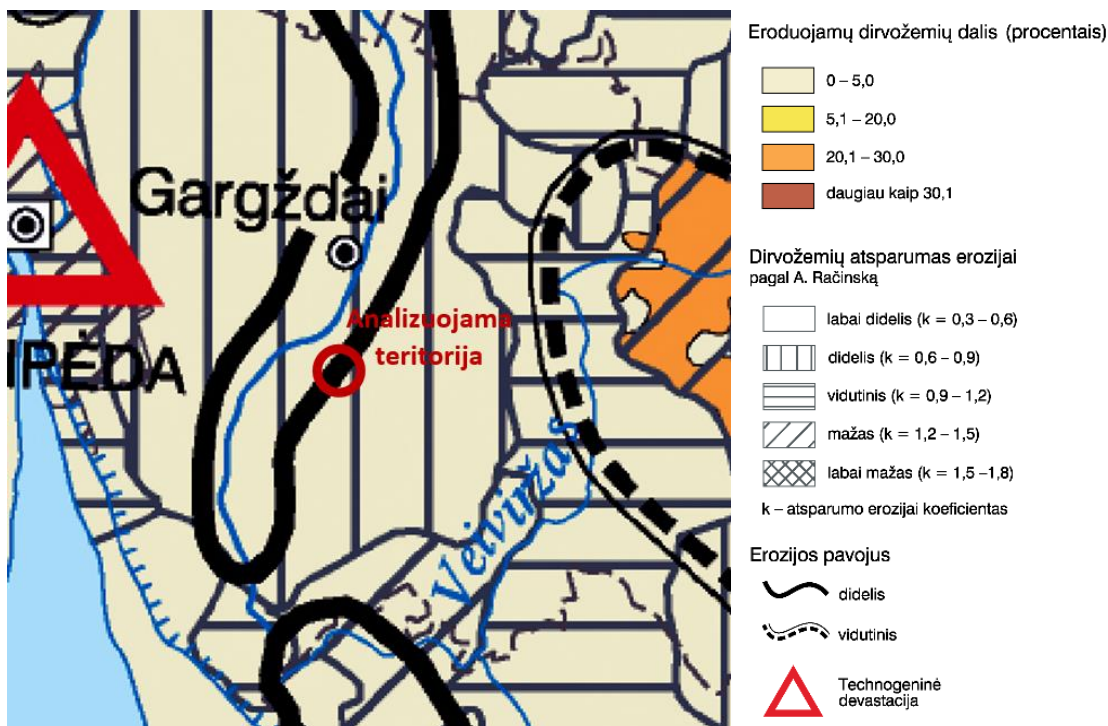 Gargždai
Analizuojama
teritorija
IPĖDA
Veiviržas
Eroduojamų dirvožemių dalis (procentais)
0 – 5,0
5,1 – 20,0
20,1 – 30,0
daugiau kaip 30,1
Dirvožemių atsparumas erozijai
pagal A. Račinską
labai didelis (k = 0,3 – 0,6)
didelis (k = 0,6 – 0,9)
vidutinis (k = 0,9 – 1,2)
mažas (k = 1,2 – 1,5)
labai mažas (k = 1,5 –1,8)
k – atsparumo erozijai koeficientas
Erozijos pavojus
didelis
vidutinis
Technogeninė
devastacija